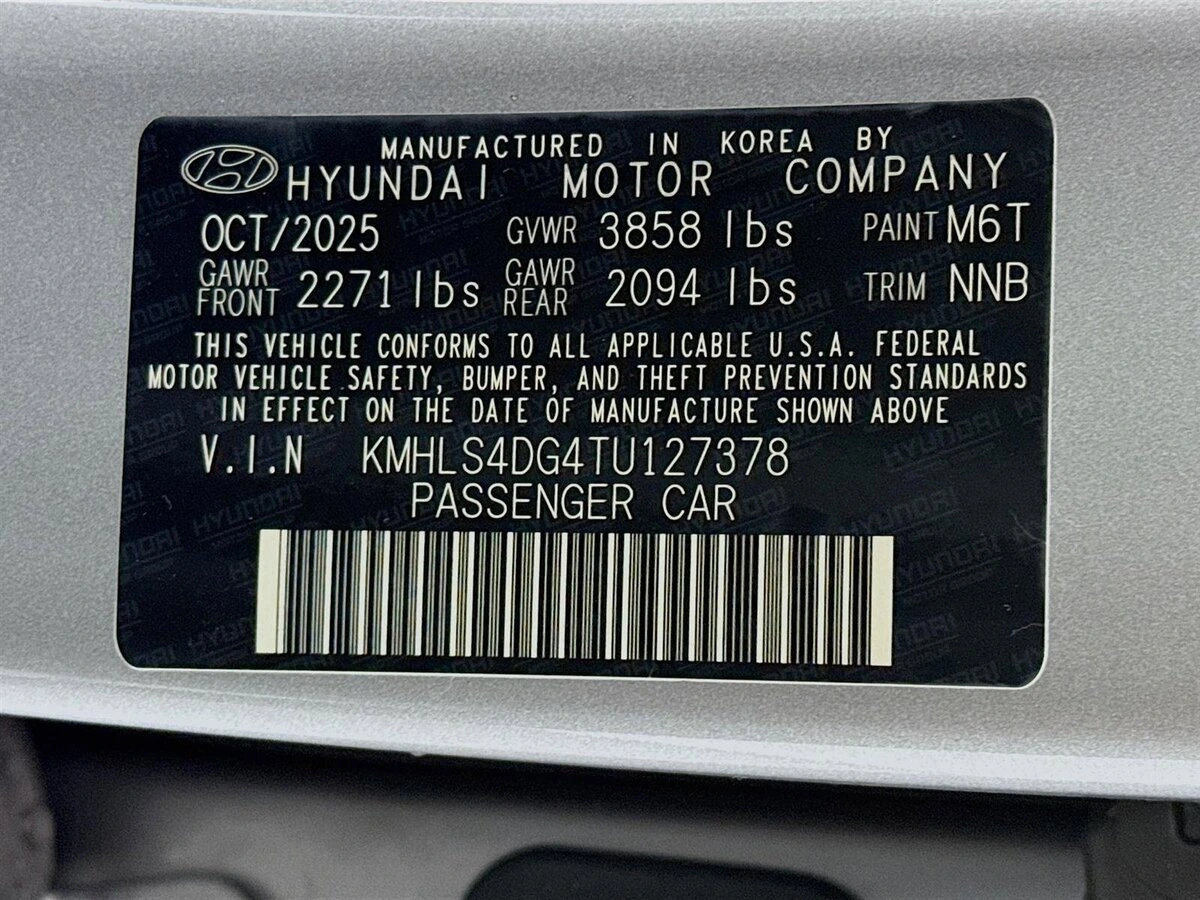 MANUFACTURED IN KOREA BY
HYUNDAI MOTOR COMPANY
OCT/2025 GVWR 3858 lbs PAINT M6T
GAWR FRONT 2271 lbs GAWR REAR 2094 lbs TRIM NNB
THIS VEHICLE CONFORMS TO ALL APPLICABLE U.S.A. FEDERAL
MOTOR VEHICLE SAFETY, BUMPER, AND THEFT PREVENTION STANDARDS
IN EFFECT ON THE DATE OF MANUFACTURE SHOWN ABOVE
V.I.N KMHLS4DG4TU127378
PASSENGER CAR